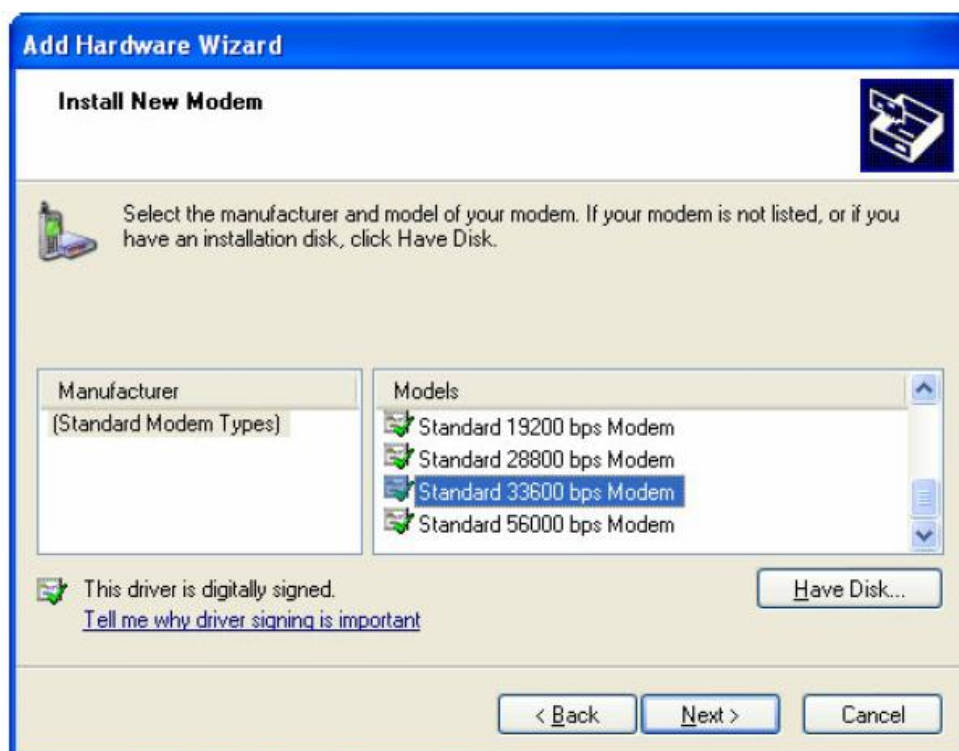 Add Hardware Wizard
Install New Modem
Select the manufacturer and model of your modem. If your modem is not listed, or if you
have an installation disk, click Have Disk.
Manufacturer
(Standard Modem Types)
Models
Standard 19200 bps Modem
Standard 28800 bps Modem
Standard 33600 bps Modem
Standard 56000 bps Modem
This driver is digitally signed.
Tell me why driver signing is important
Have Disk...
< Back
Next >
Cancel